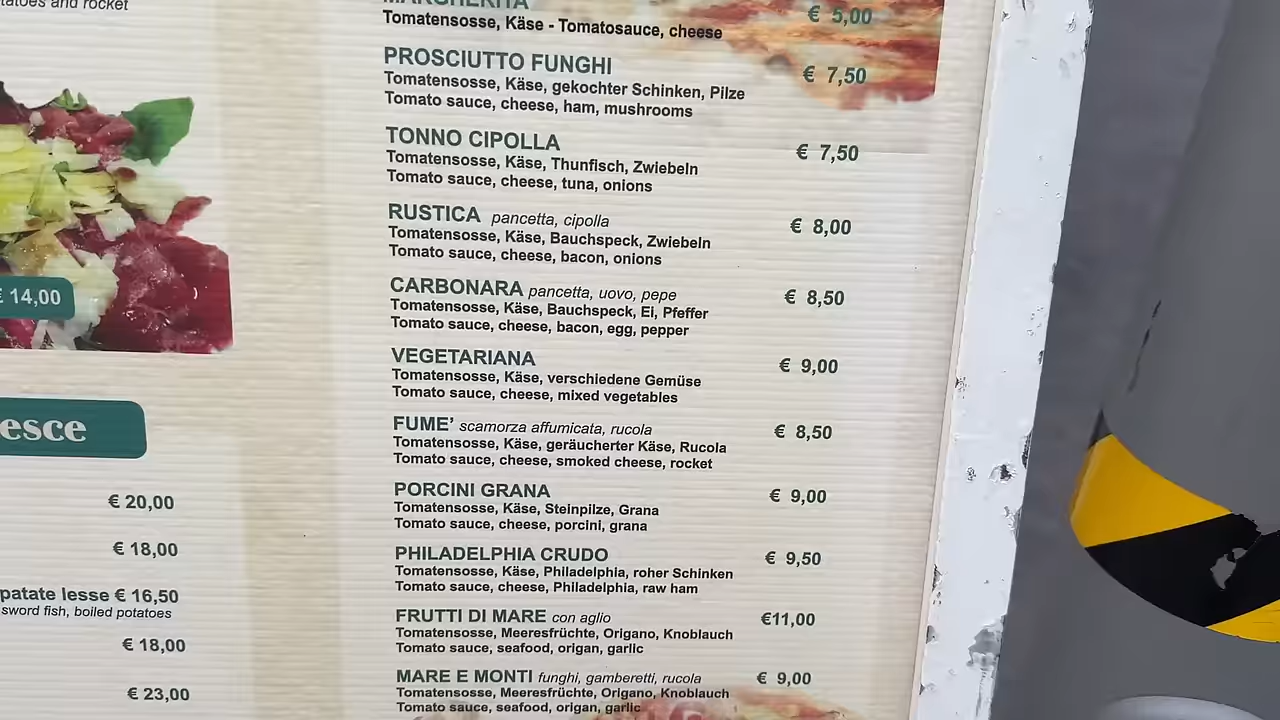 tatoes and rocket
€ 14,00
esce
€ 20,00
€ 18,00
patate lesse € 16,50
sword fish, boiled potatoes
€ 18,00
€ 23,00
MARGHERITA € 5,00
Tomatensosse, Käse - Tomatosauce, cheese
PROSCIUTTO FUNGHI € 7,50
Tomatensosse, Käse, gekochter Schinken, Pilze
Tomato sauce, cheese, ham, mushrooms
TONNO CIPOLLA € 7,50
Tomatensosse, Käse, Thunfisch, Zwiebeln
Tomato sauce, cheese, tuna, onions
RUSTICA pancetta, cipolla € 8,00
Tomatensosse, Käse, Bauchspeck, Zwiebeln
Tomato sauce, cheese, bacon, onions
CARBONARA pancetta, uovo, pepe € 8,50
Tomatensosse, Käse, Bauchspeck, EI, Pfeffer
Tomato sauce, cheese, bacon, egg, pepper
VEGETARIANA € 9,00
Tomatensosse, Käse, verschiedene Gemüse
Tomato sauce, cheese, mixed vegetables
FUME’ scamorza affumicata, rucola € 8,50
Tomatensosse, Käse, geräucherter Käse, Rucola
Tomato sauce, cheese, smoked cheese, rocket
PORCINI GRANA € 9,00
Tomatensosse, Käse, Steinpilze, Grana
Tomato sauce, cheese, porcini, grana
PHILADELPHIA CRUDO € 9,50
Tomatensosse, Käse, Philadelphia, roher Schinken
Tomato sauce, cheese, Philadelphia, raw ham
FRUTTI DI MARE con aglio €11,00
Tomatensosse, Meeresfrüchte, Origano, Knoblauch
Tomato sauce, seafood, origan, garlic
MARE E MONTI funghi, gamberetti, rucola € 9,00
Tomatensosse, Meeresfrüchte, Origano, Knoblauch
Tomato sauce, seafood, origan, garlic